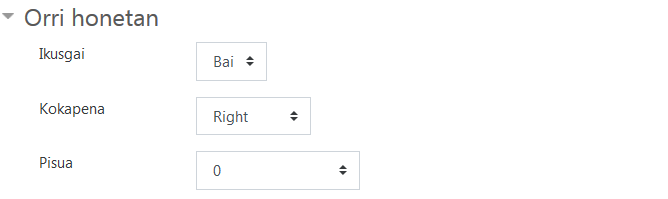 Orri honetan
Ikusgai Bai
Kokapena Right
Pisua 0